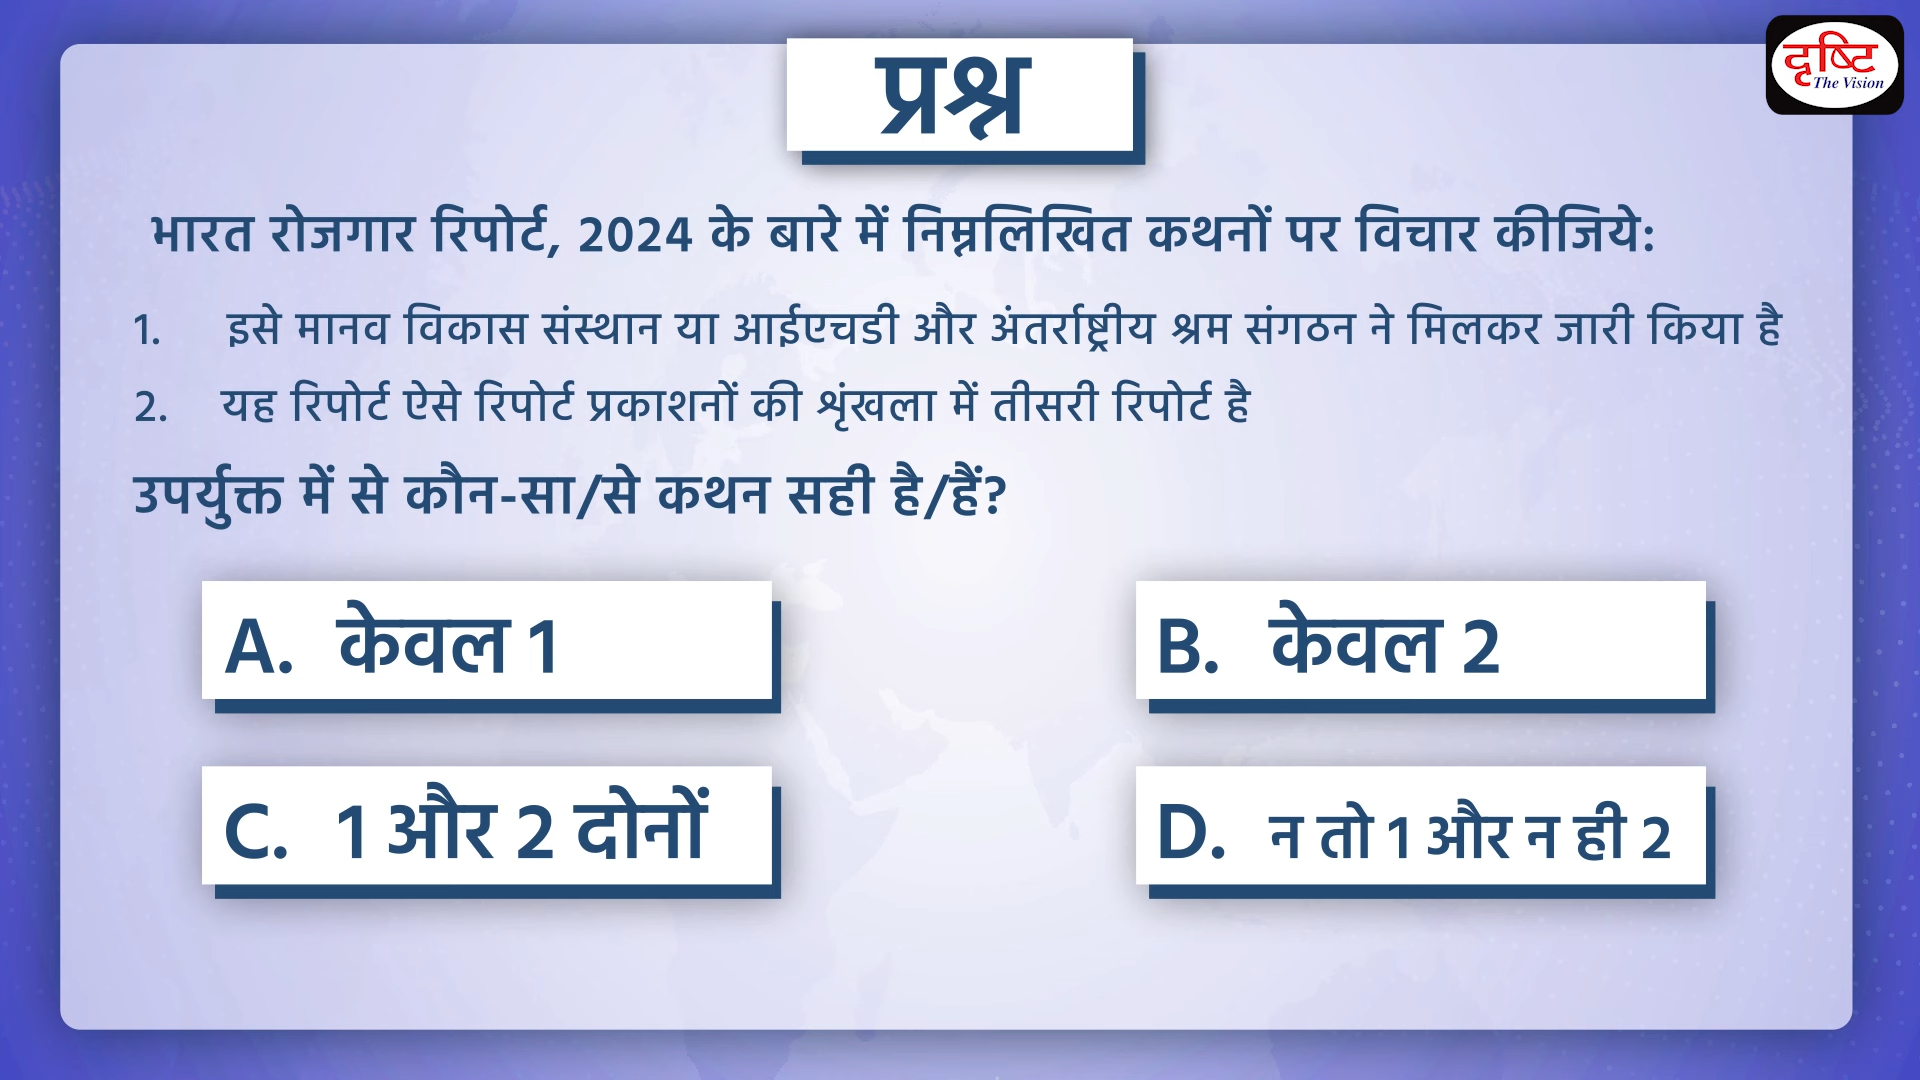 दृष्टि
The Vision
प्रश्न
भारत रोजगार रिपोर्ट, 2024 के बारे में निम्नलिखित कथनों पर विचार कीजिये:
1. इसे मानव विकास संस्थान या आईएचडी और अंतर्राष्ट्रीय श्रम संगठन ने मिलकर जारी किया है
2. यह रिपोर्ट ऐसे रिपोर्ट प्रकाशनों की शृंखला में तीसरी रिपोर्ट है
उपर्युक्त में से कौन-सा/से कथन सही है/हैं?
A. केवल 1
B. केवल 2
C. 1 और 2 दोनों
D. न तो 1 और न ही 2